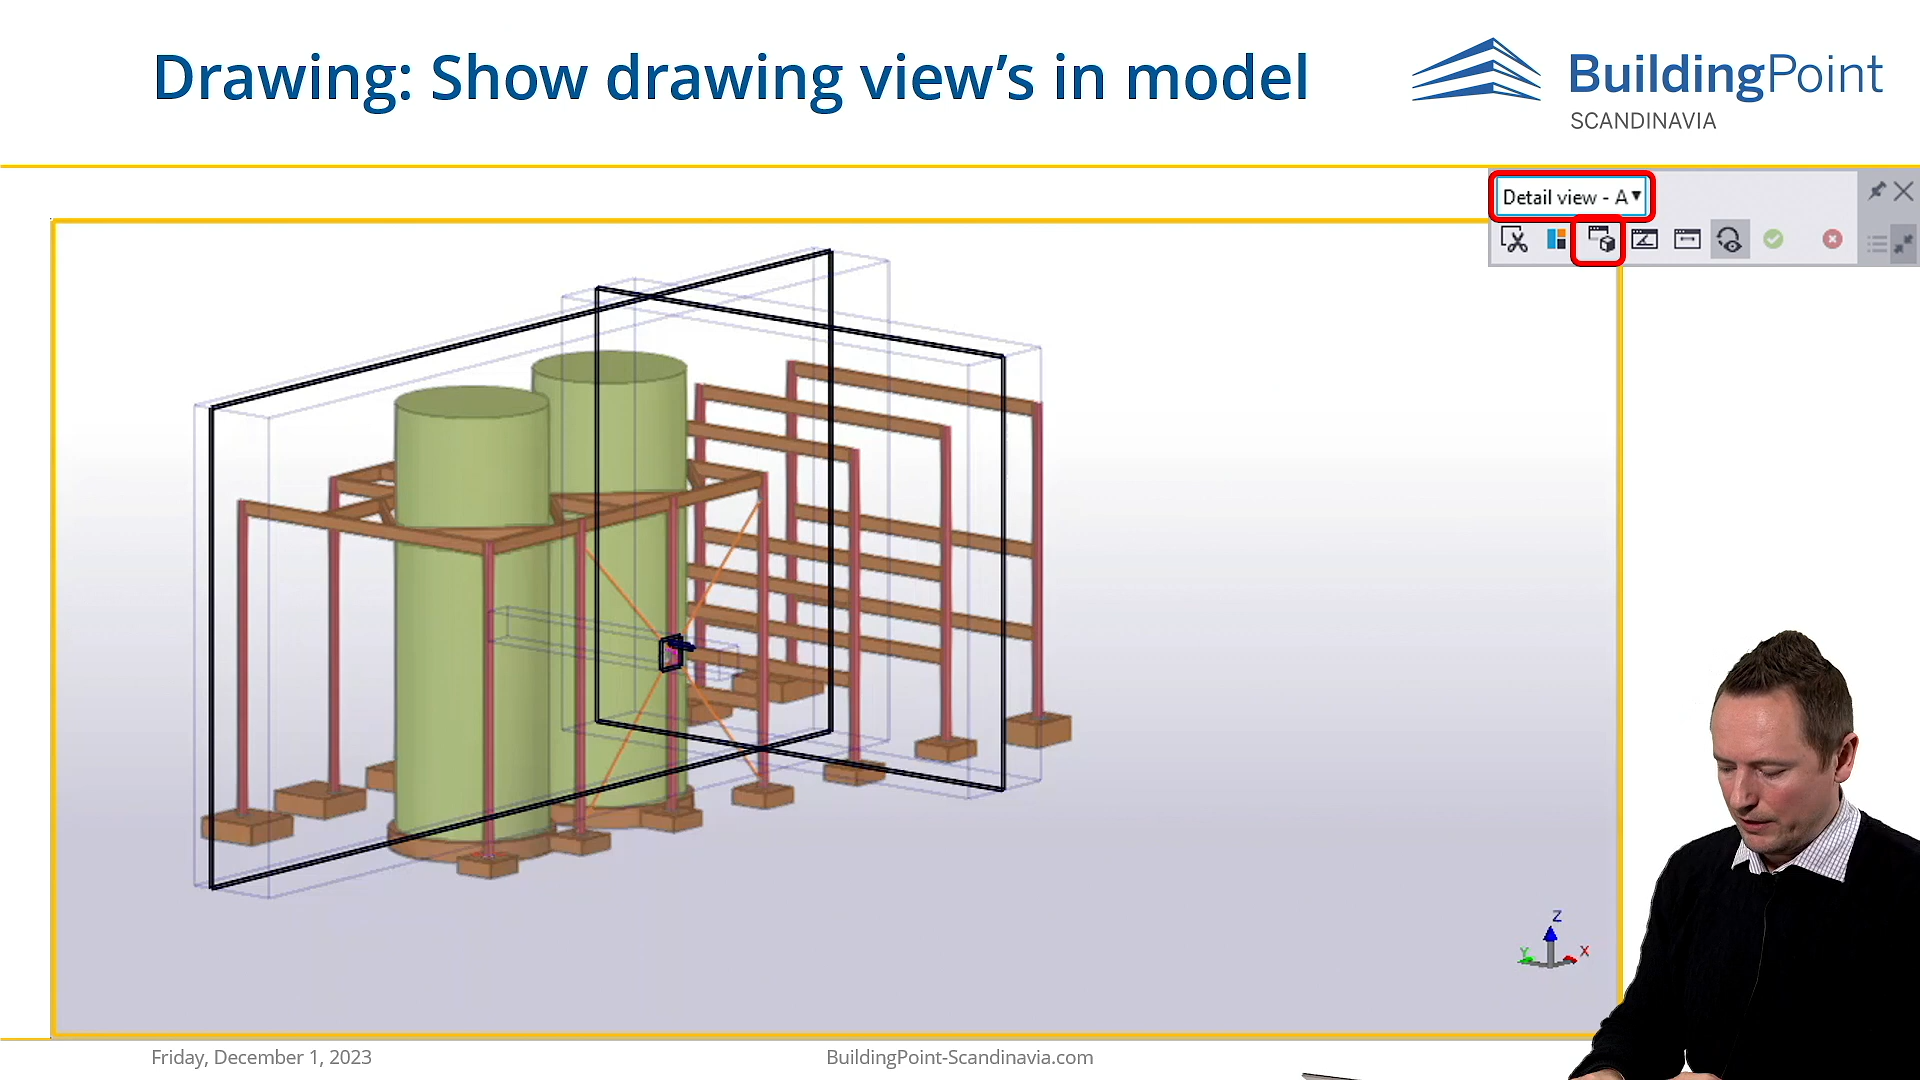 Drawing: Show drawing view’s in model
BuildingPoint
SCANDINAVIA
Detail view - A
Z
Y
X
Friday, December 1, 2023
BuildingPoint-Scandinavia.com